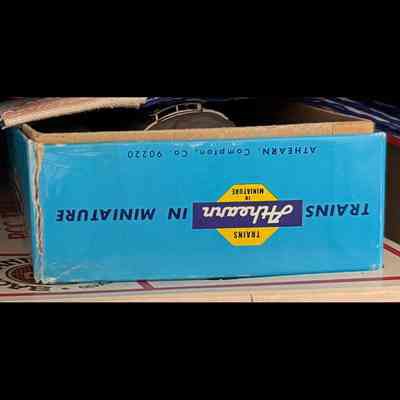 TRAINS
TRAINS Athearn IN MINIATURE
IN
MINIATURE
ATHEARN, Compton, Ca. 90220